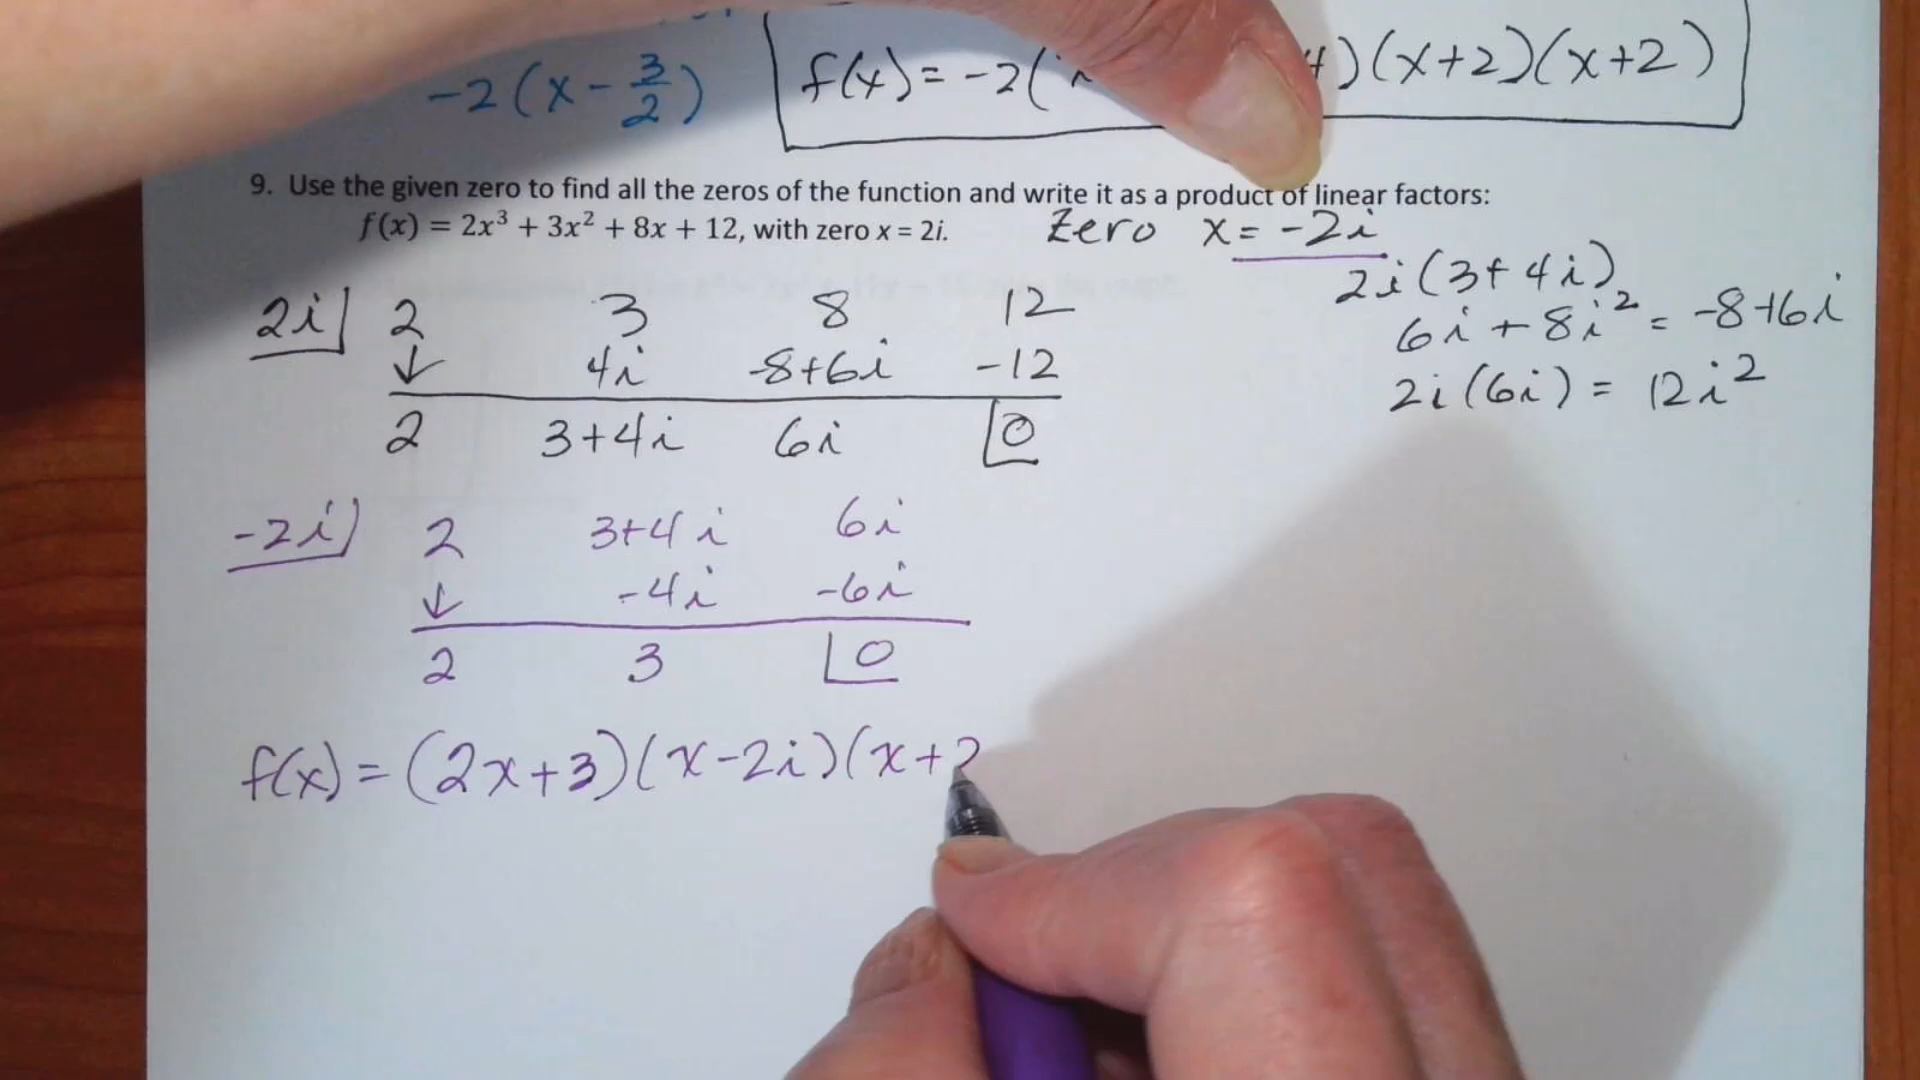 -2(x - 3/2)
f(x) = -2( )(x+2)(x+2)
9. Use the given zero to find all the zeros of the function and write it as a product of linear factors:
f(x) = 2x³ + 3x² + 8x + 12, with zero x = 2i.
Zero x = -2i
2i(3+4i)
6i + 8i² = -8+6i
2i(6i) = 12i²
2i 2 3 8 12
↓ 4i -8+6i -12
2 3+4i 6i 0
-2i 2 3+4i 6i
↓ -4i -6i
2 3 0
f(x) = (2x+3)(x-2i)(x+2